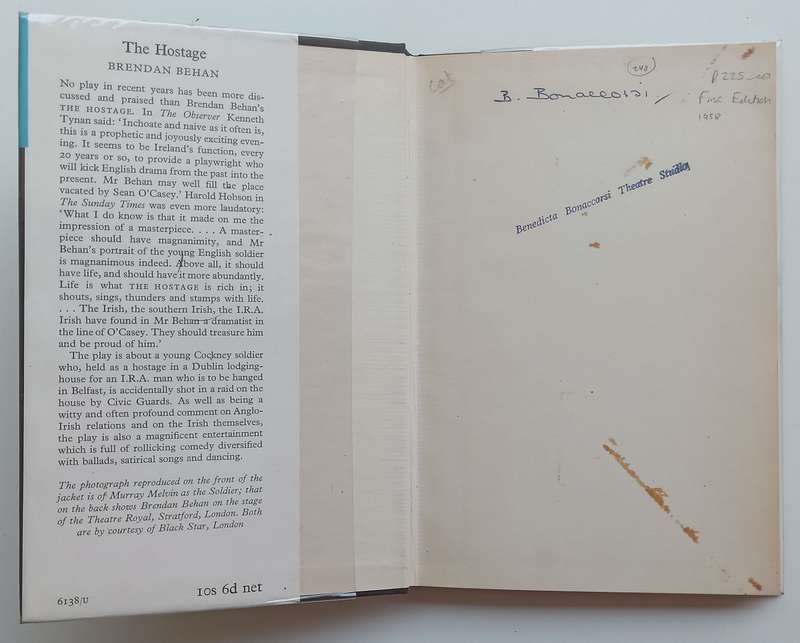 The Hostage
BRENDAN BEHAN
No play in recent years has been more dis-
cussed and praised than Brendan Behan's
THE HOSTAGE. In The Observer Kenneth
Tynan said: 'Inchoate and naive as it often is,
this is a prophetic and joyously exciting even-
ing. It seems to be Ireland's function, every
20 years or so, to provide a playwright who
will kick English drama from the past into the
present. Mr Behan may well fill the place
vacated by Sean O'Casey.' Harold Hobson in
The Sunday Times was even more laudatory:
'What I do know is that it made on me the
impression of a masterpiece. . . . A master-
piece should have magnanimity, and Mr
Behan's portrait of the young English soldier
is magnanimous indeed. Above all, it should
have life, and should have it more abundantly.
Life is what THE HOSTAGE is rich in; it
shouts, sings, thunders and stamps with life.
. . . The Irish, the southern Irish, the I.R.A.
Irish have found in Mr Behan a dramatist in
the line of O'Casey. They should treasure him
and be proud of him.'
The play is about a young Cockney soldier
who, held as a hostage in a Dublin lodging-
house for an I.R.A. man who is to be hanged
in Belfast, is accidentally shot in a raid on the
house by Civic Guards. As well as being a
witty and often profound comment on Anglo-
Irish relations and on the Irish themselves,
the play is also a magnificent entertainment
which is full of rollicking comedy diversified
with ballads, satirical songs and dancing.
The photograph reproduced on the front of the
jacket is of Murray Melvin as the Soldier; that
on the back shows Brendan Behan on the stage
of the Theatre Royal, Stratford, London. Both
are by courtesy of Black Star, London
6138/U
10s 6d net
cat
248
B. Bonaccorsi
R225-00
First Edition
1958
Benedicta Bonaccorsi Theatre Studio,